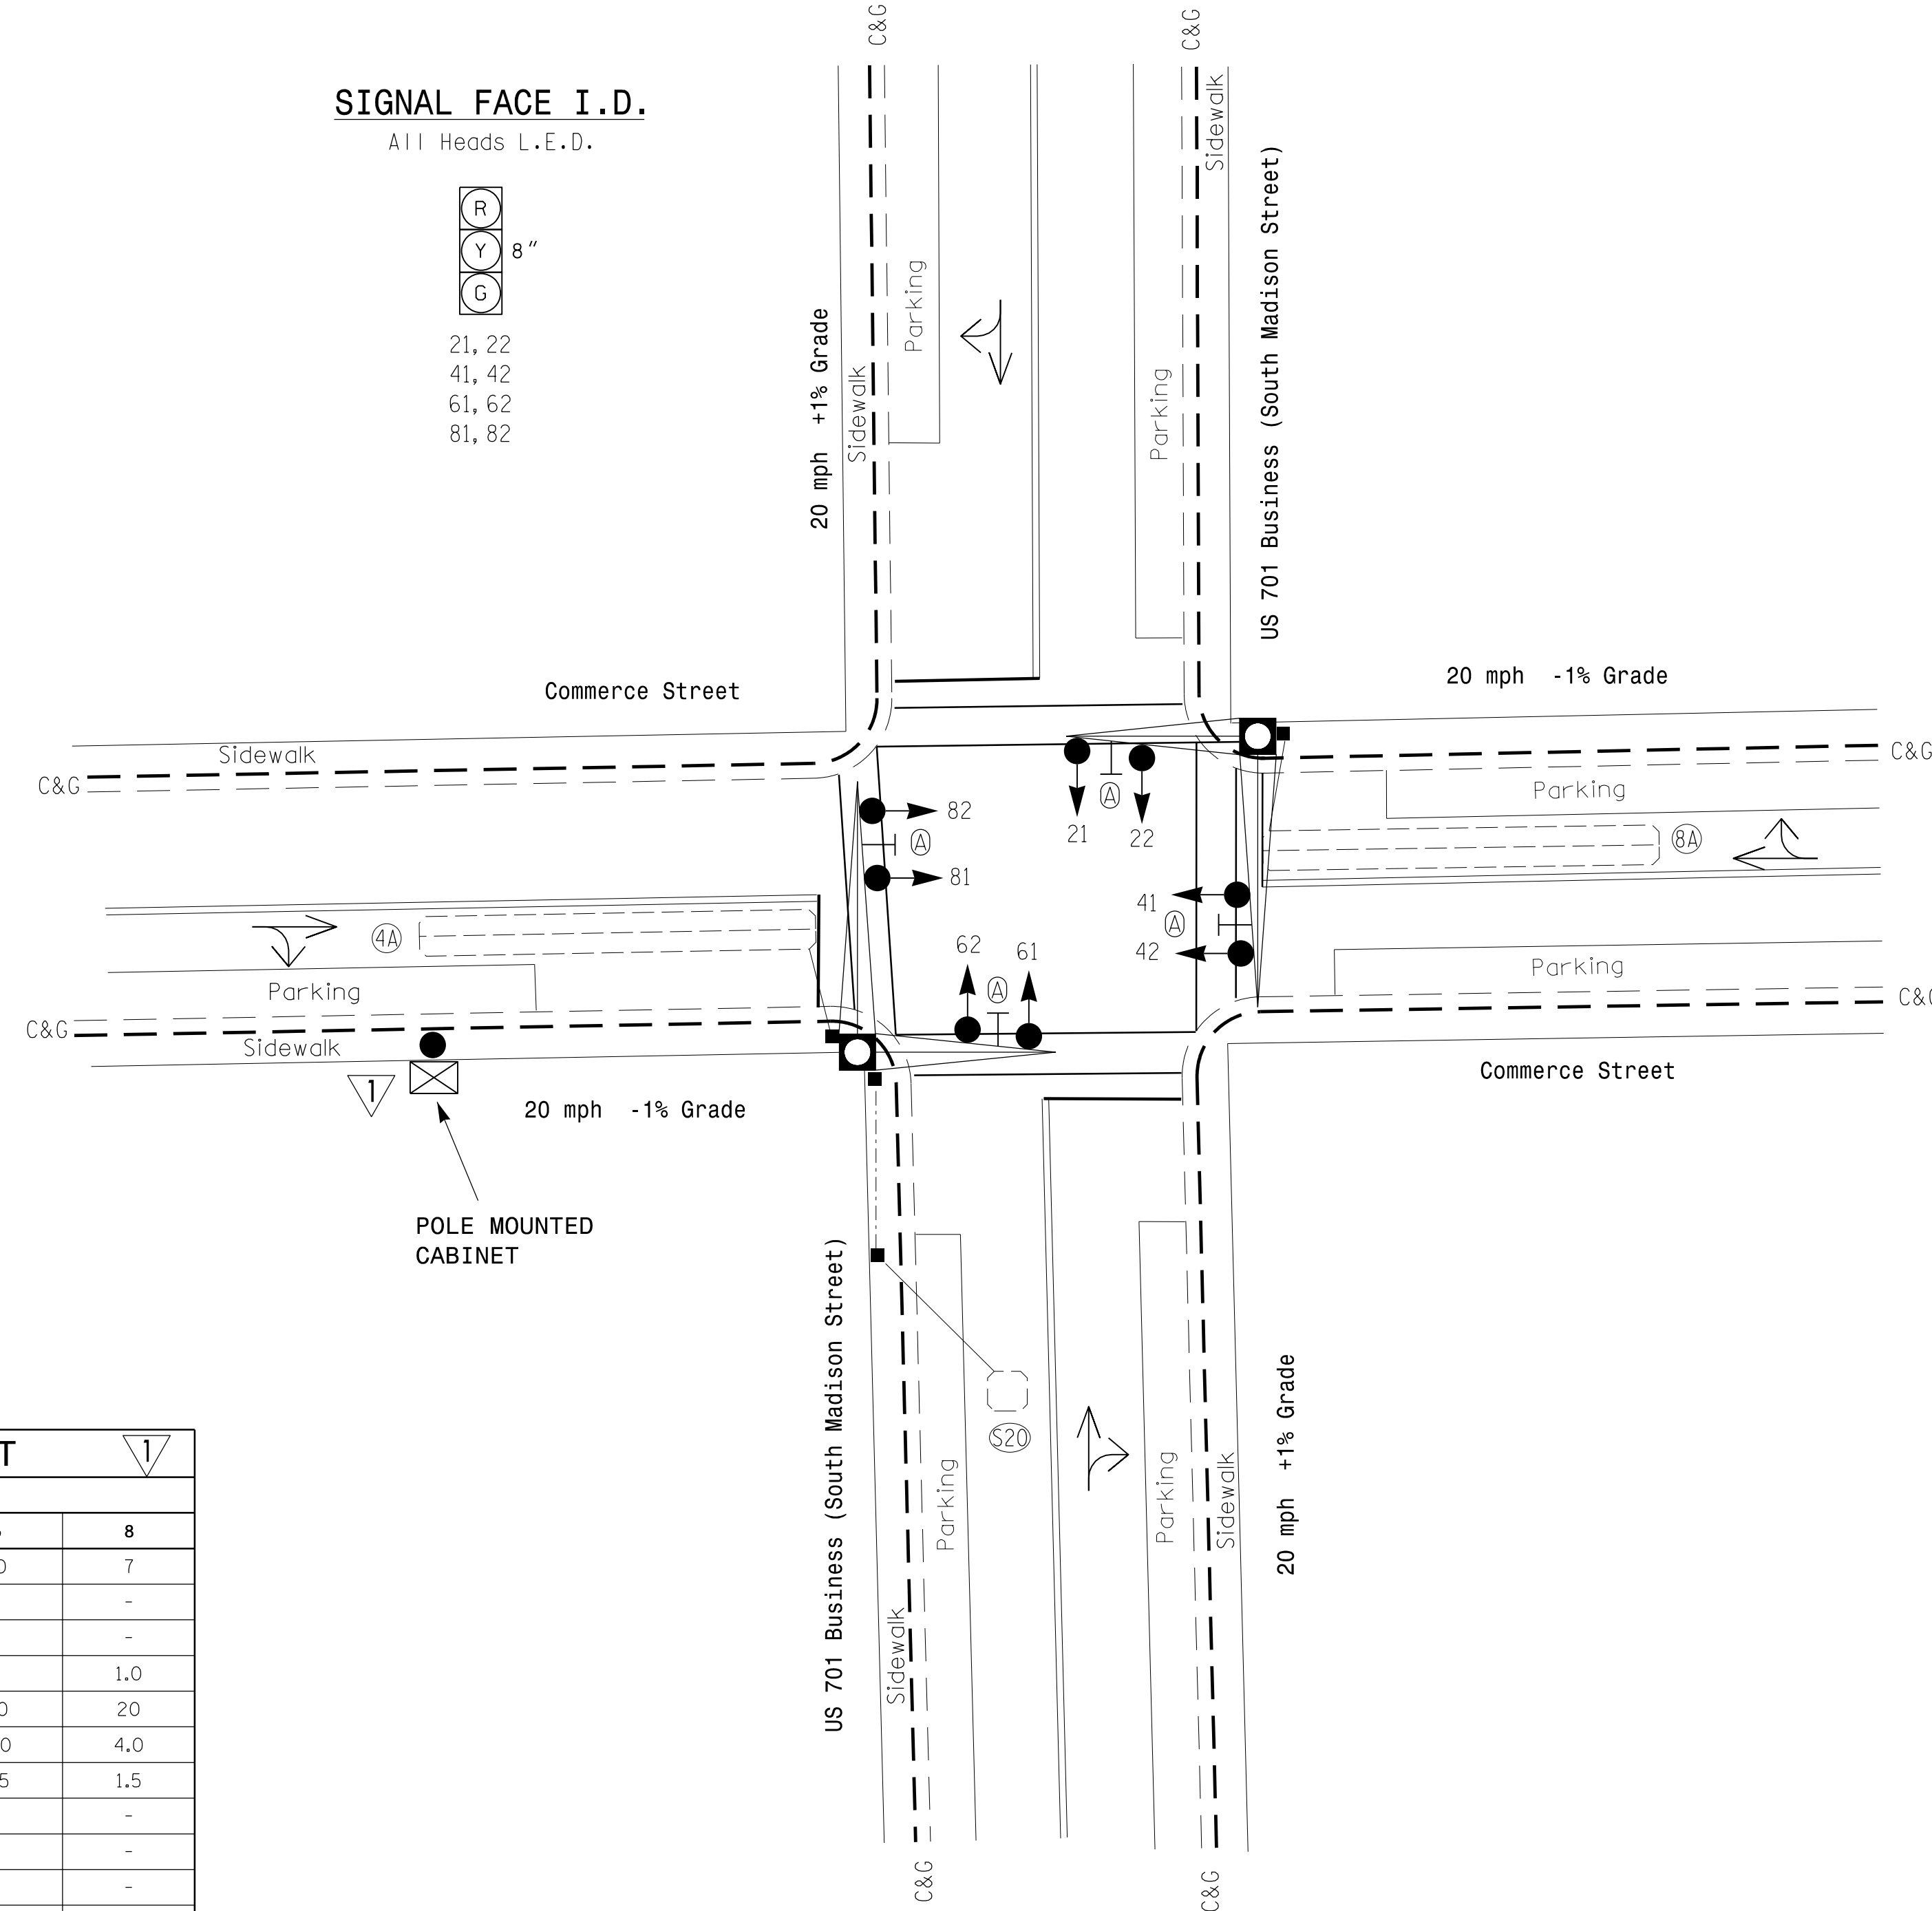 SIGNAL FACE I.D.
All Heads L.E.D.
R
Y
8"
G
21, 22
41, 42
61, 62
81, 82
C&G
C&G
Sidewalk
US 701 Business (South Madison Street)
Parking
20 mph +1% Grade
Sidewalk
Parking
Commerce Street
20 mph -1% Grade
Sidewalk
C&G
C&G
Parking
8A
21
22
A
82
A
81
41
A
42
4A
62
61
A
Parking
Parking
C&G
C&G
Sidewalk
1
20 mph -1% Grade
Commerce Street
POLE MOUNTED
CABINET
US 701 Business (South Madison Street)
S20
Parking
Sidewalk
Parking
Sidewalk
20 mph +1% Grade
C&G
C&G
T
1
8
7
-
-
1.0
20
4.0
1.5
-
-
-